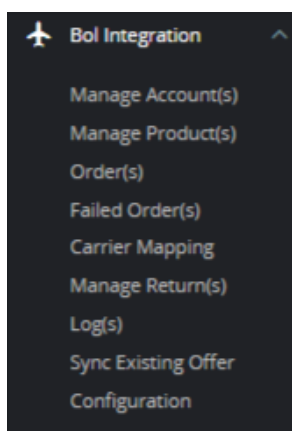 Bol Integration
Manage Account(s)
Manage Product(s)
Order(s)
Failed Order(s)
Carrier Mapping
Manage Return(s)
Log(s)
Sync Existing Offer
Configuration